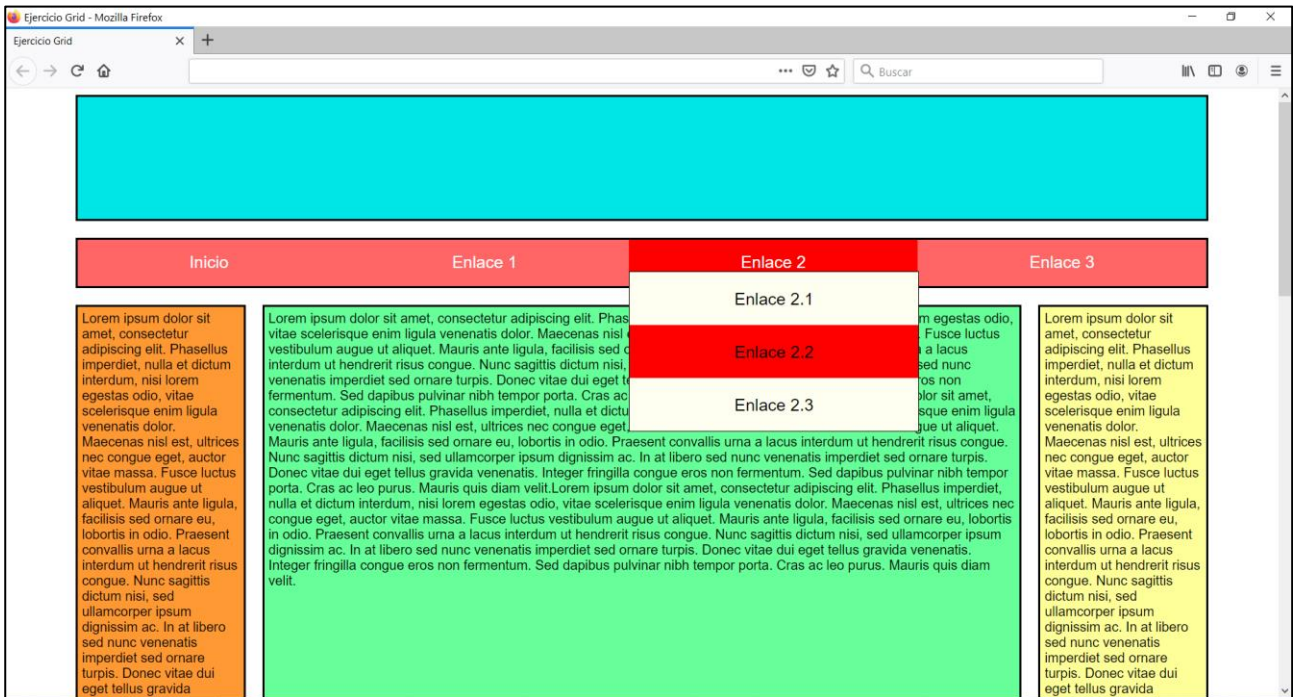 Ejercicio Grid - Mozilla Firefox
Ejercicio Grid
Buscar
Inicio
Enlace 1
Enlace 2
Enlace 3
Enlace 2.1
Enlace 2.2
Enlace 2.3
Lorem ipsum dolor sit
amet, consectetur
adipiscing elit. Phasellus
imperdiet, nulla et dictum
interdum, nisi lorem
egestas odio, vitae
scelerisque enim ligula
venenatis dolor.
Maecenas nisl est, ultrices
nec congue eget, auctor
vitae massa. Fusce luctus
vestibulum augue ut
aliquet. Mauris ante ligula,
facilisis sed ornare eu,
lobortis in odio. Praesent
convallis urna a lacus
interdum ut hendrerit risus
congue. Nunc sagittis
dictum nisi, sed
ullamcorper ipsum
dignissim ac. In at libero
sed nunc venenatis
imperdiet sed ornare
turpis. Donec vitae dui
eget tellus gravida
Lorem ipsum dolor sit amet, consectetur adipiscing elit. Phas m egestas odio,
vitae scelerisque enim ligula venenatis dolor. Maecenas nisl . Fusce luctus
vestibulum augue ut aliquet. Mauris ante ligula, facilisis sed a lacus
interdum ut hendrerit risus congue. Nunc sagittis dictum nisi, sed nunc
venenatis imperdiet sed ornare turpis. Donec vitae dui eget ros non
fermentum. Sed dapibus pulvinar nibh tempor porta. Cras ac olor sit amet,
consectetur adipiscing elit. Phasellus imperdiet, nulla et dictu sque enim ligula
venenatis dolor. Maecenas nisl est, ultrices nec congue eget, gue ut aliquet.
Mauris ante ligula, facilisis sed ornare eu, lobortis in odio. Praesent convallis urna a lacus interdum ut hendrerit risus congue.
Nunc sagittis dictum nisi, sed ullamcorper ipsum dignissim ac. In at libero sed nunc venenatis imperdiet sed ornare turpis.
Donec vitae dui eget tellus gravida venenatis. Integer fringilla congue eros non fermentum. Sed dapibus pulvinar nibh tempor
porta. Cras ac leo purus. Mauris quis diam velit.Lorem ipsum dolor sit amet, consectetur adipiscing elit. Phasellus imperdiet,
nulla et dictum interdum, nisi lorem egestas odio, vitae scelerisque enim ligula venenatis dolor. Maecenas nisl est, ultrices nec
congue eget, auctor vitae massa. Fusce luctus vestibulum augue ut aliquet. Mauris ante ligula, facilisis sed ornare eu, lobortis
in odio. Praesent convallis urna a lacus interdum ut hendrerit risus congue. Nunc sagittis dictum nisi, sed ullamcorper ipsum
dignissim ac. In at libero sed nunc venenatis imperdiet sed ornare turpis. Donec vitae dui eget tellus gravida venenatis.
Integer fringilla congue eros non fermentum. Sed dapibus pulvinar nibh tempor porta. Cras ac leo purus. Mauris quis diam
velit.
Lorem ipsum dolor sit
amet, consectetur
adipiscing elit. Phasellus
imperdiet, nulla et dictum
interdum, nisi lorem
egestas odio, vitae
scelerisque enim ligula
venenatis dolor.
Maecenas nisl est, ultrices
nec congue eget, auctor
vitae massa. Fusce luctus
vestibulum augue ut
aliquet. Mauris ante ligula,
facilisis sed ornare eu,
lobortis in odio. Praesent
convallis urna a lacus
interdum ut hendrerit risus
congue. Nunc sagittis
dictum nisi, sed
ullamcorper ipsum
dignissim ac. In at libero
sed nunc venenatis
imperdiet sed ornare
turpis. Donec vitae dui
eget tellus gravida